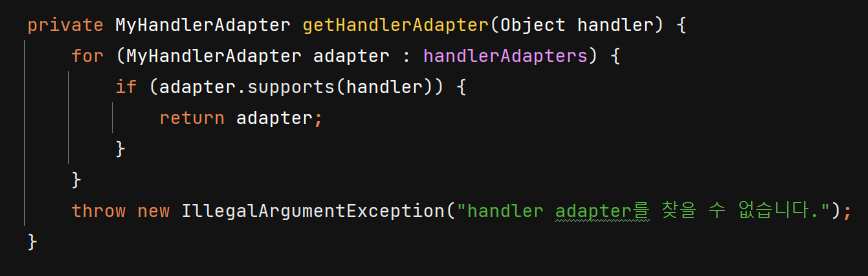 private MyHandlerAdapter getHandlerAdapter(Object handler) {
    for (MyHandlerAdapter adapter : handlerAdapters) {
        if (adapter.supports(handler)) {
            return adapter;
        }
    }
    throw new IllegalArgumentException("handler adapter를 찾을 수 없습니다.");
}